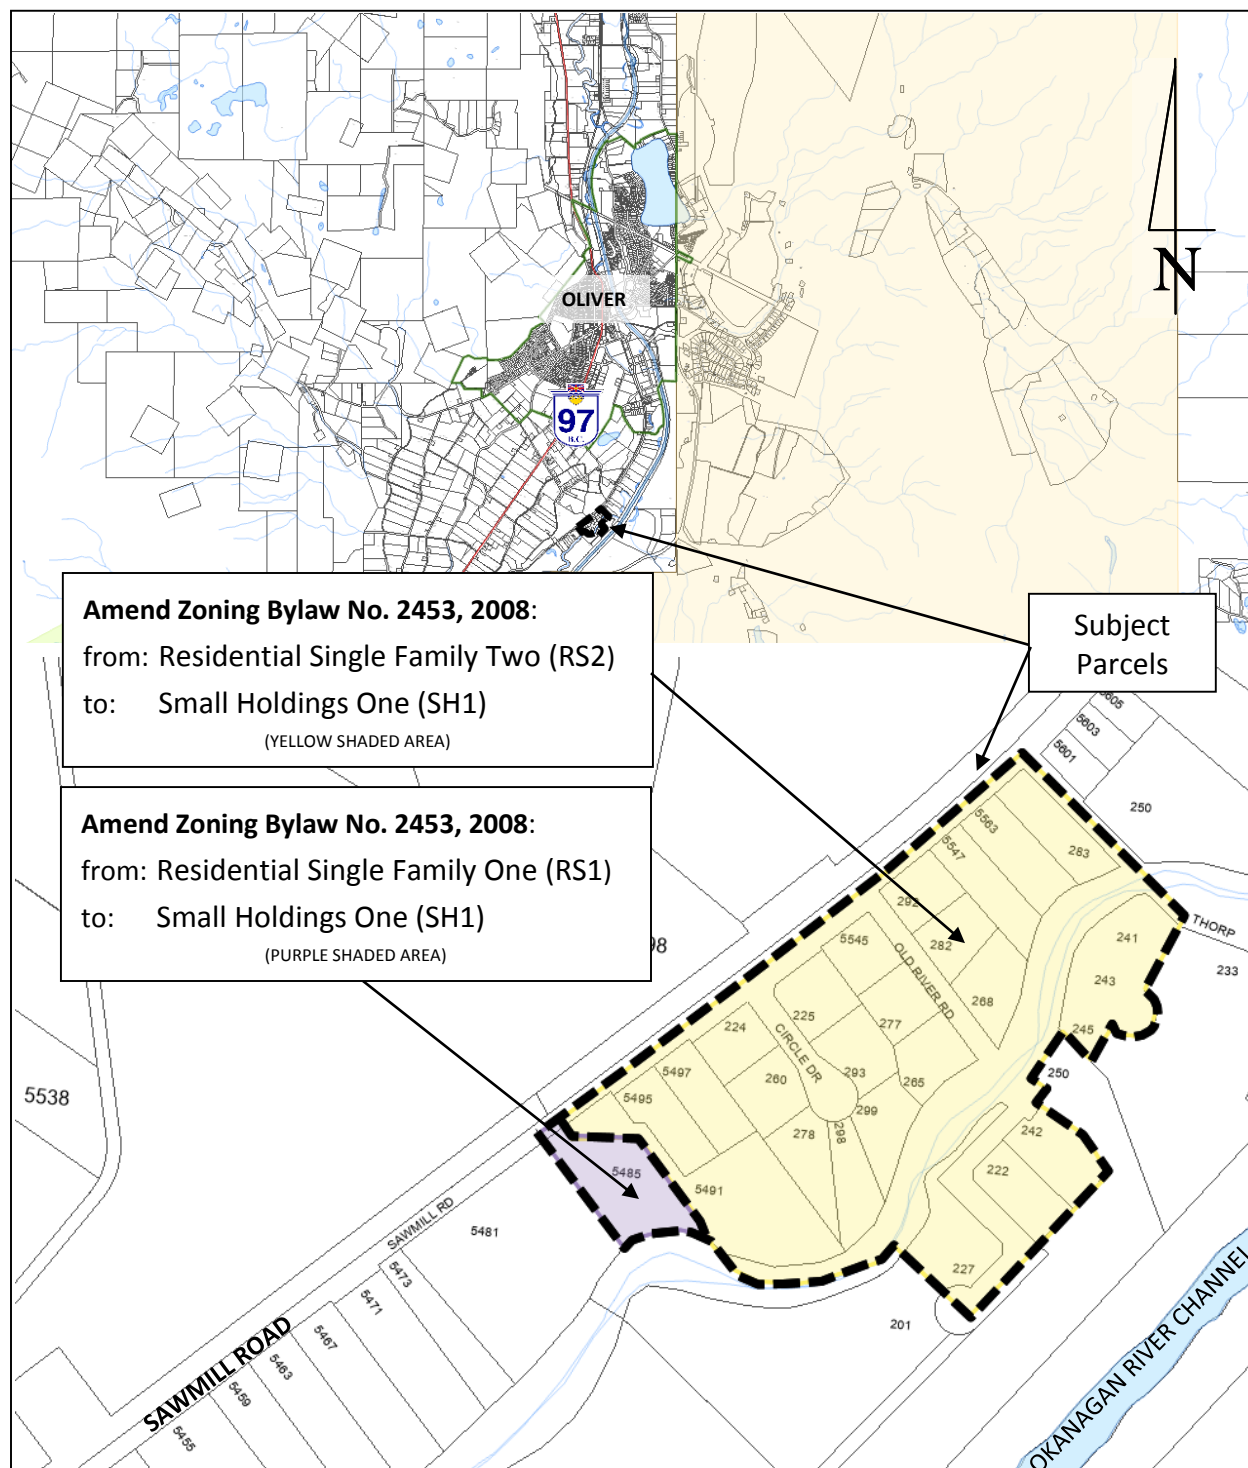 N
OLIVER
97
B.C.
Amend Zoning Bylaw No. 2453, 2008:
from: Residential Single Family Two (RS2)
to: Small Holdings One (SH1)
(YELLOW SHADED AREA)
Subject
Parcels
Amend Zoning Bylaw No. 2453, 2008:
from: Residential Single Family One (RS1)
to: Small Holdings One (SH1)
(PURPLE SHADED AREA)
5605
5603
5601
250
5563
283
5547
292
THORP
241
233
5545
282
98
OLD RIVER RD
243
268
225
224
277
245
CIRCLE DR
5497
293
250
260
265
5538
5495
299
278
298
242
222
5485
5491
SAWMILL RD
5481
227
5473
5471
201
SAWMILL ROAD
5467
5463
5459
5455
OKANAGAN RIVER CHANNEL